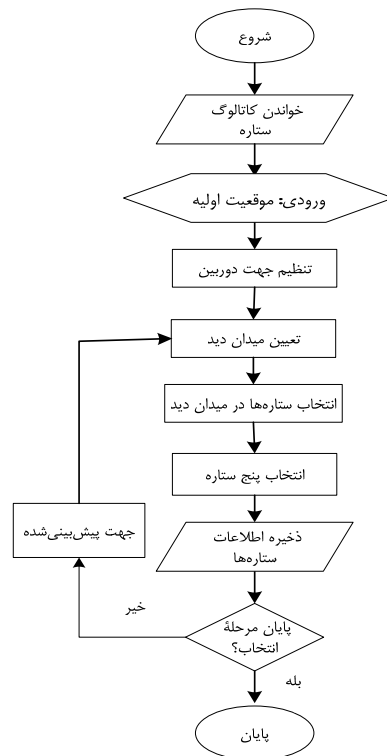 شروع
خواندن کاتالوگ
ستاره
ورودی: موقعیت اولیه
تنظیم جهت دوربین
تعیین میدان دید
انتخاب ستاره‌ها در میدان دید
انتخاب پنج ستاره
جهت پیش‌بینی‌شده
ذخیره اطلاعات
ستاره‌ها
خیر
پایان مرحلهٔ
انتخاب؟
بله
پایان